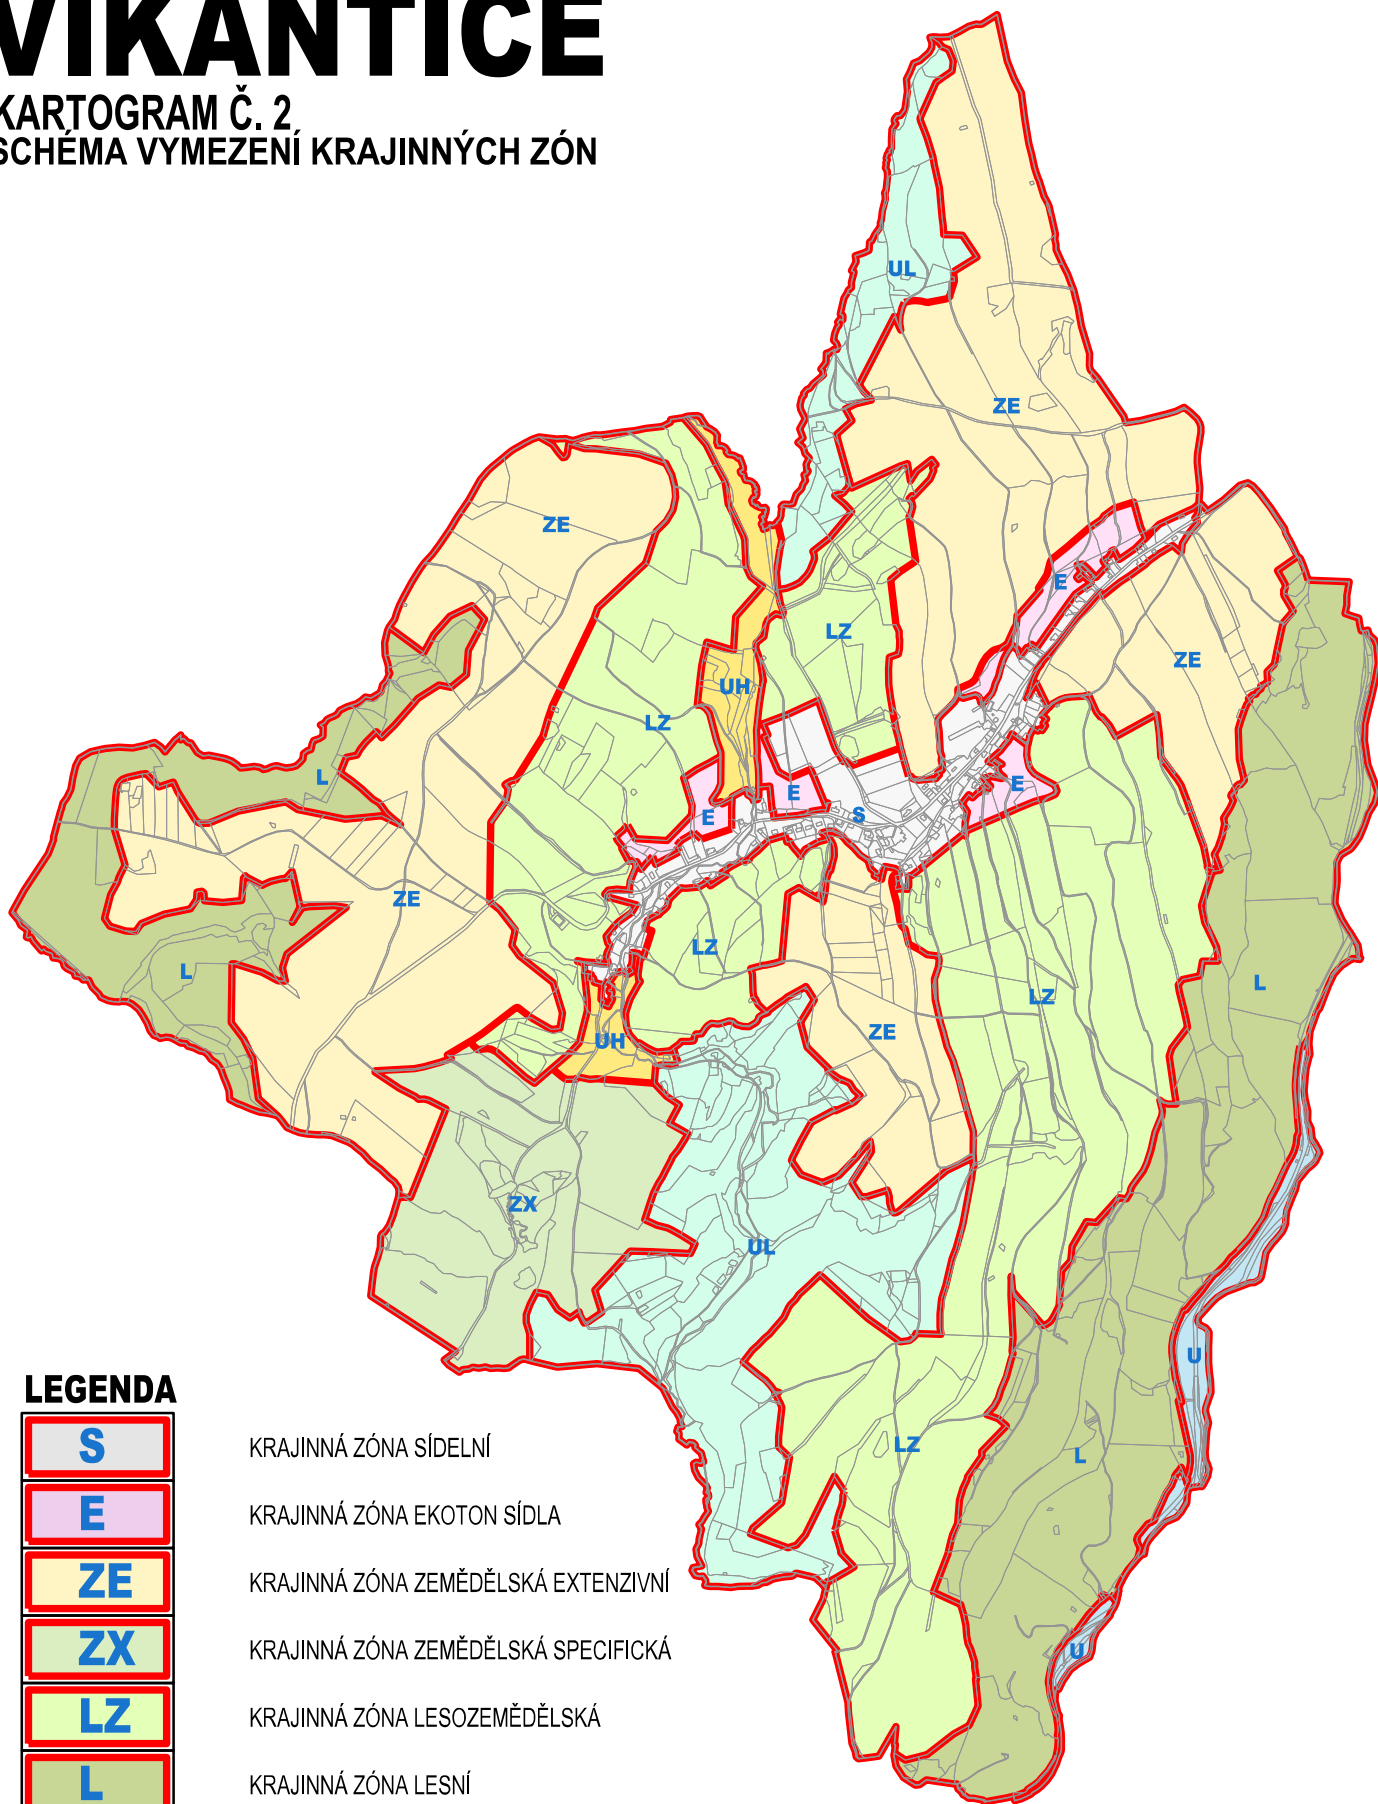 VIKANTICE
KARTOGRAM Č. 2
SCHÉMA VYMEZENÍ KRAJINNÝCH ZÓN
UL
ZE
ZE
E
LZ
ZE
UH
LZ
L
E
E
S
E
ZE
LZ
L
L
LZ
ZE
UH
ZX
UL
U
LZ
L
U
LEGENDA
S KRAJINNÁ ZÓNA SÍDELNÍ
E KRAJINNÁ ZÓNA EKOTON SÍDLA
ZE KRAJINNÁ ZÓNA ZEMĚDĚLSKÁ EXTENZIVNÍ
ZX KRAJINNÁ ZÓNA ZEMĚDĚLSKÁ SPECIFICKÁ
LZ KRAJINNÁ ZÓNA LESOZEMĚDĚLSKÁ
L KRAJINNÁ ZÓNA LESNÍ